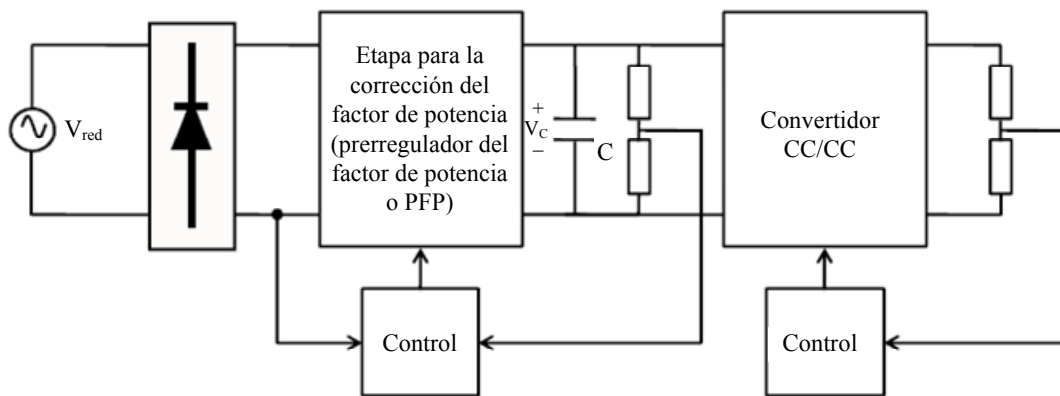 V_red
Etapa para la
corrección del
factor de potencia
(prerregulador del
factor de potencia
o PFP)
+
V_C
−
C
Convertidor
CC/CC
Control
Control